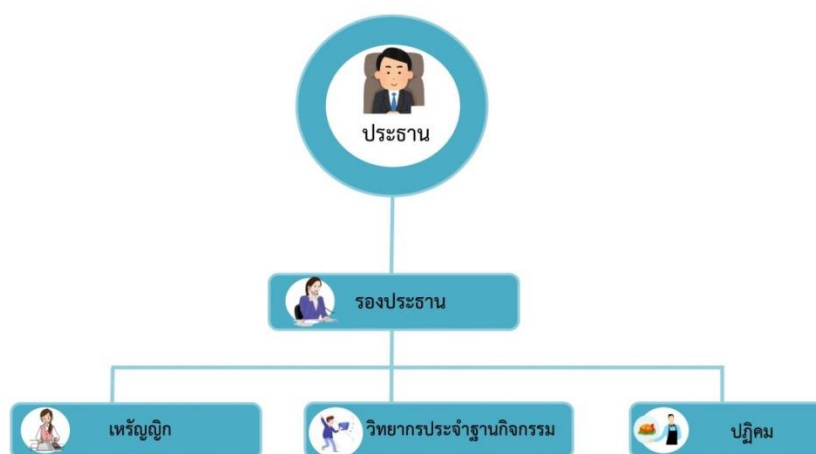 ประธาน
รองประธาน
เหรัญญิก
วิทยากรประจำฐานกิจกรรม
ปฏิคม